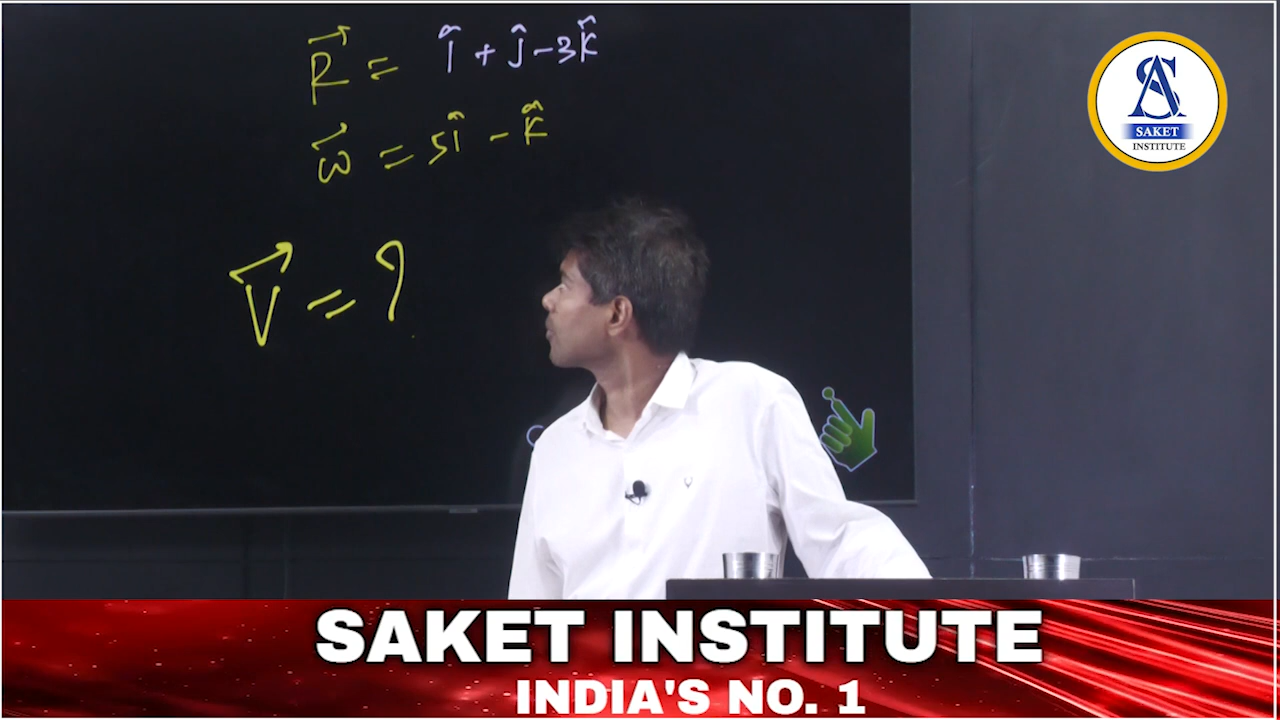 R⃗ = î + ĵ - 3k̂
ω⃗ = 5î - k̂
V⃗ = ?
SA
SAKET
INSTITUTE
SAKET INSTITUTE
INDIA'S NO. 1